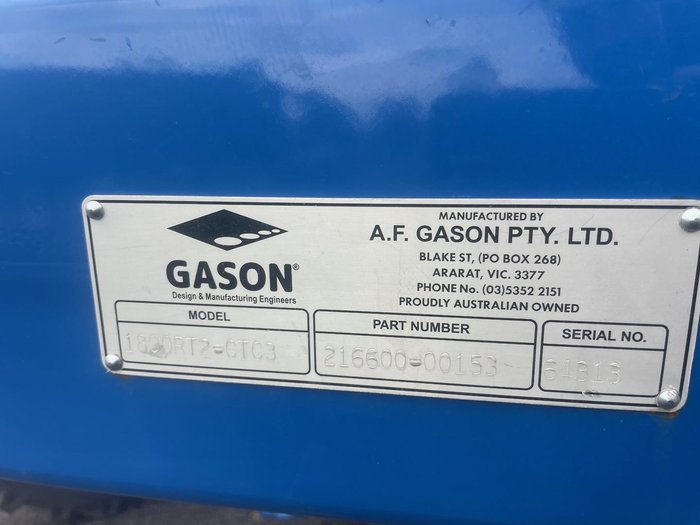 MANUFACTURED BY
A.F. GASON PTY. LTD.
BLAKE ST, (PO BOX 268)
ARARAT, VIC. 3377
PHONE No. (03)5352 2151
PROUDLY AUSTRALIAN OWNED
GASON®
Design & Manufacturing Engineers
MODEL
PART NUMBER
216600-00153
SERIAL NO.